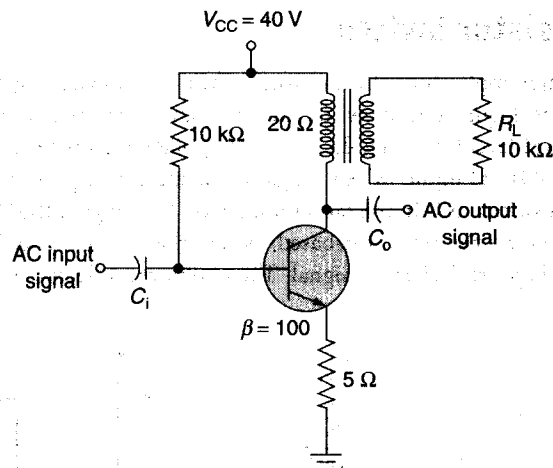 V_CC = 40 V
10 kΩ
20 Ω
R_L
10 kΩ
AC input
signal
C_i
C_o
AC output
signal
β = 100
5 Ω